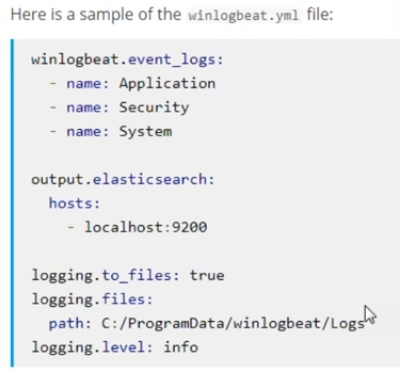 Here is a sample of the winlogbeat.yml file:
winlogbeat.event_logs:
  - name: Application
  - name: Security
  - name: System
output.elasticsearch:
  hosts:
    - localhost:9200
logging.to_files: true
logging.files:
  path: C:/ProgramData/winlogbeat/Logs
logging.level: info